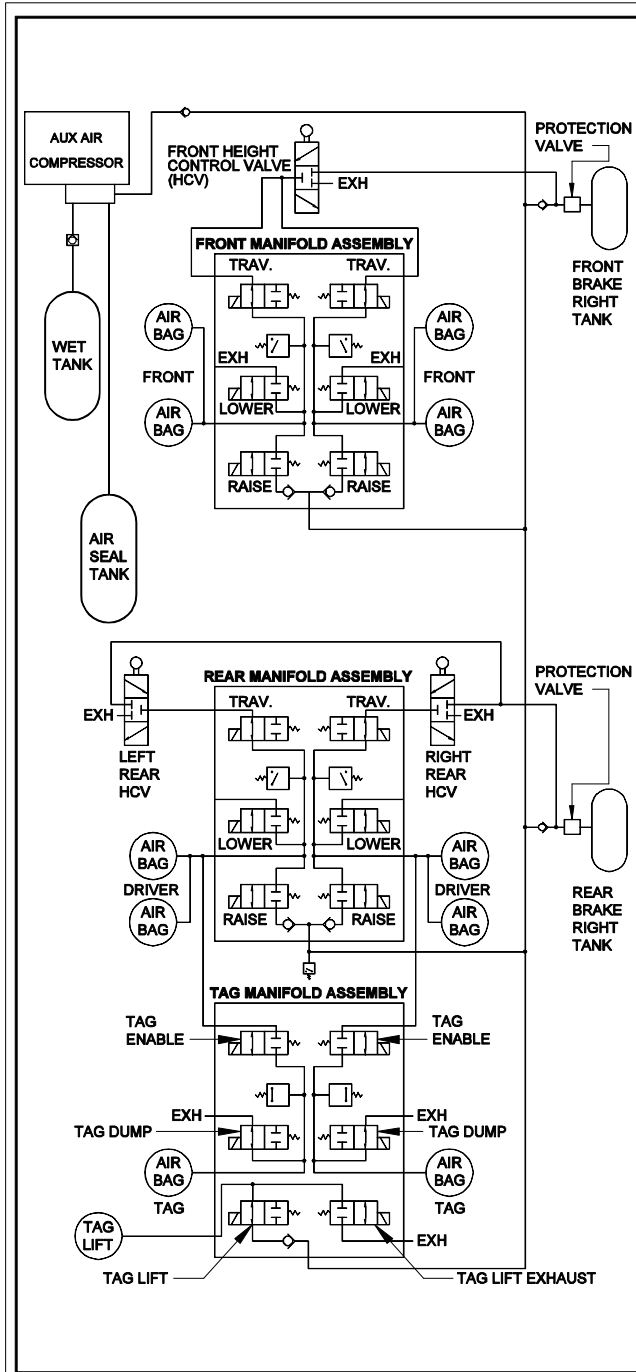 AUX AIR
COMPRESSOR
WET
TANK
AIR
SEAL
TANK
FRONT HEIGHT
CONTROL VALVE
(HCV)
EXH
PROTECTION
VALVE
FRONT
BRAKE
RIGHT
TANK
FRONT MANIFOLD ASSEMBLY
TRAV.
TRAV.
AIR
BAG
AIR
BAG
EXH
EXH
FRONT
FRONT
LOWER
LOWER
AIR
BAG
AIR
BAG
RAISE
RAISE
REAR MANIFOLD ASSEMBLY
PROTECTION
VALVE
TRAV.
TRAV.
EXH
EXH
LEFT
REAR
HCV
RIGHT
REAR
HCV
LOWER
LOWER
AIR
BAG
AIR
BAG
DRIVER
DRIVER
AIR
BAG
AIR
BAG
RAISE
RAISE
REAR
BRAKE
RIGHT
TANK
TAG MANIFOLD ASSEMBLY
TAG
ENABLE
TAG
ENABLE
EXH
EXH
TAG DUMP
TAG DUMP
AIR
BAG
AIR
BAG
TAG
TAG
TAG
LIFT
EXH
TAG LIFT
TAG LIFT EXHAUST